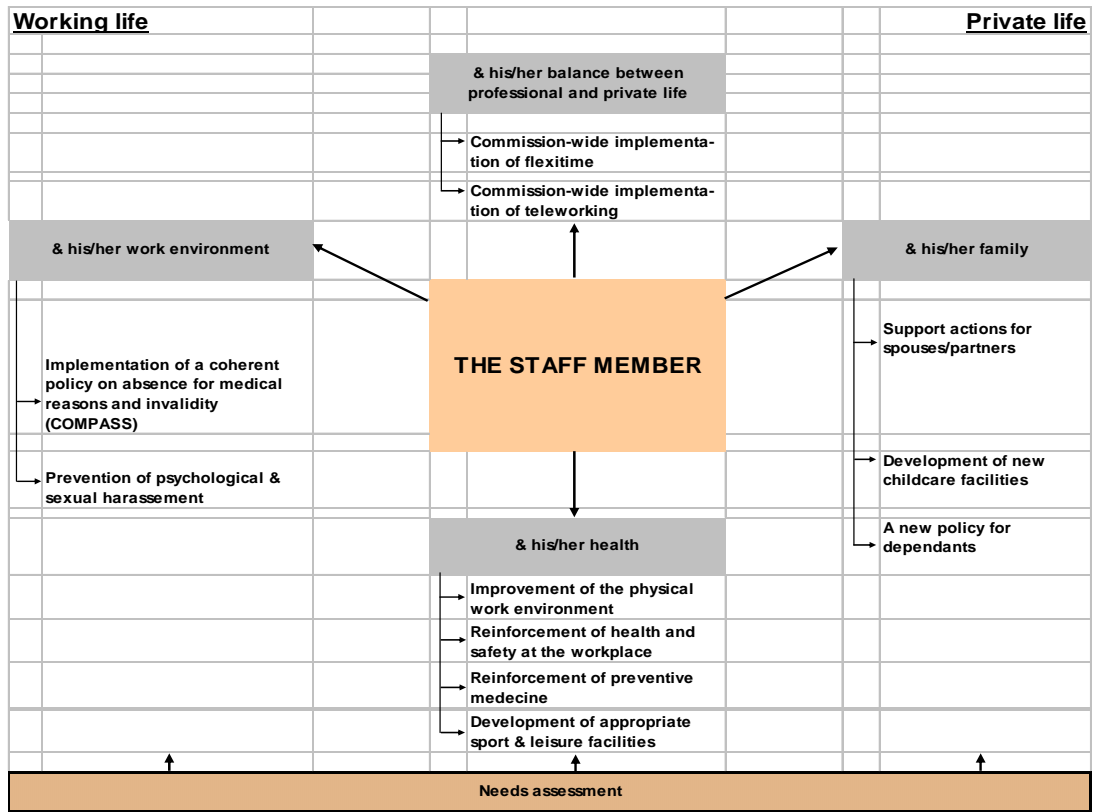 Working life
Private life
& his/her balance between
professional and private life
Commission-wide implementa-
tion of flexitime
Commission-wide implementa-
tion of teleworking
& his/her work environment
& his/her family
THE STAFF MEMBER
Implementation of a coherent
policy on absence for medical
reasons and invalidity
(COMPASS)
Prevention of psychological &
sexual harassement
Support actions for
spouses/partners
Development of new
childcare facilities
A new policy for
dependants
& his/her health
Improvement of the physical
work environment
Reinforcement of health and
safety at the workplace
Reinforcement of preventive
medecine
Development of appropriate
sport & leisure facilities
Needs assessment